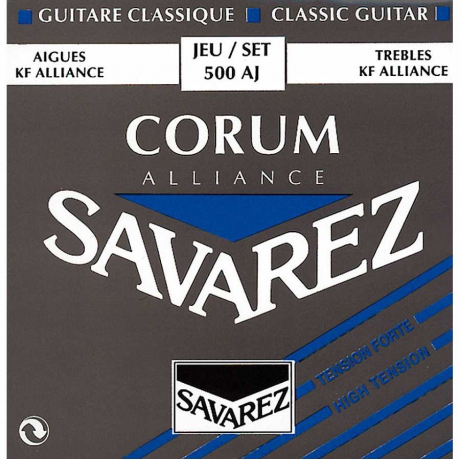 GUITARE CLASSIQUE
CLASSIC GUITAR
AIGUES
KF ALLIANCE
JEU / SET
500 AJ
TREBLES
KF ALLIANCE
CORUM
ALLIANCE
SAVAREZ
TENSION FORTE
HIGH TENSION
SAVAREZ